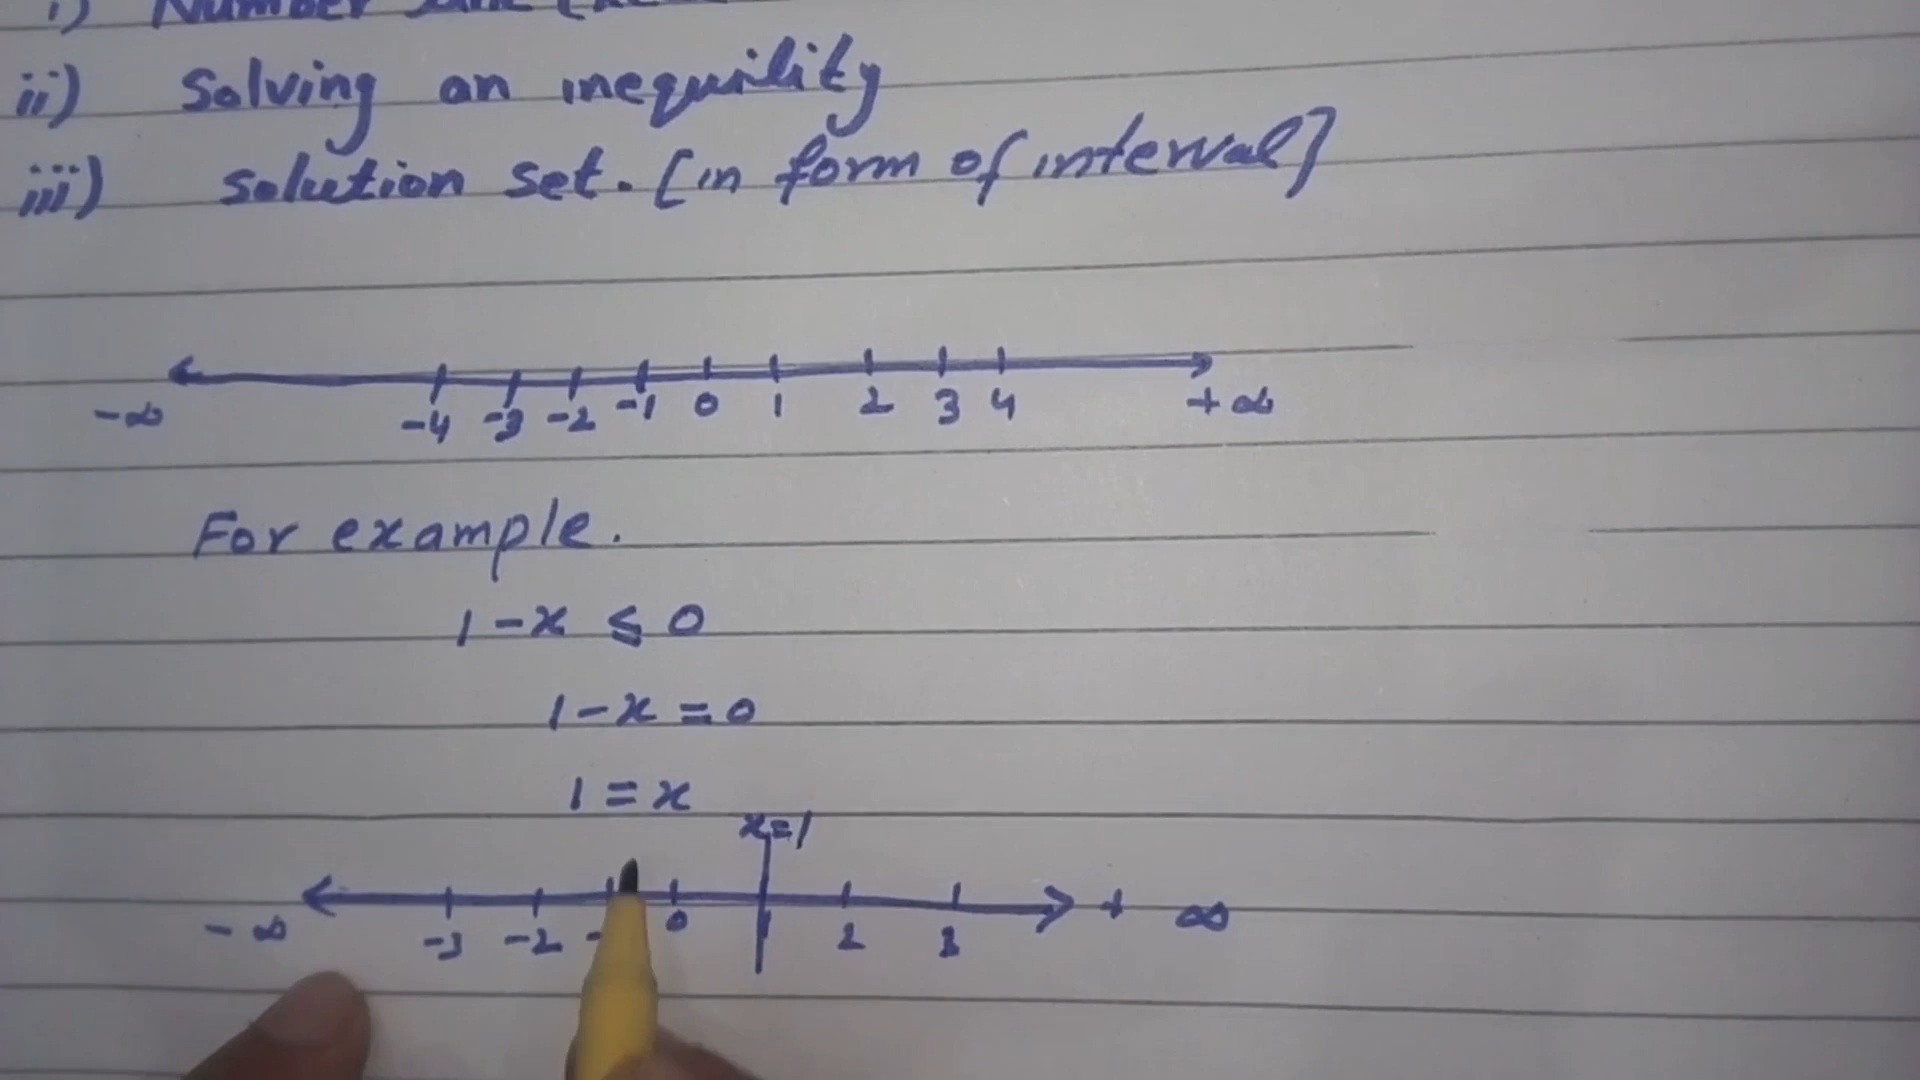 i) Number
ii) Solving an inequility
iii) solution set. [in form of interval]
-∞ -4 -3 -2 -1 0 1 2 3 4 +∞
For example.
1-x ≤ 0
1-x = 0
1 = x
x=1
-∞ -3 -2 - 0 1 2 3 + ∞